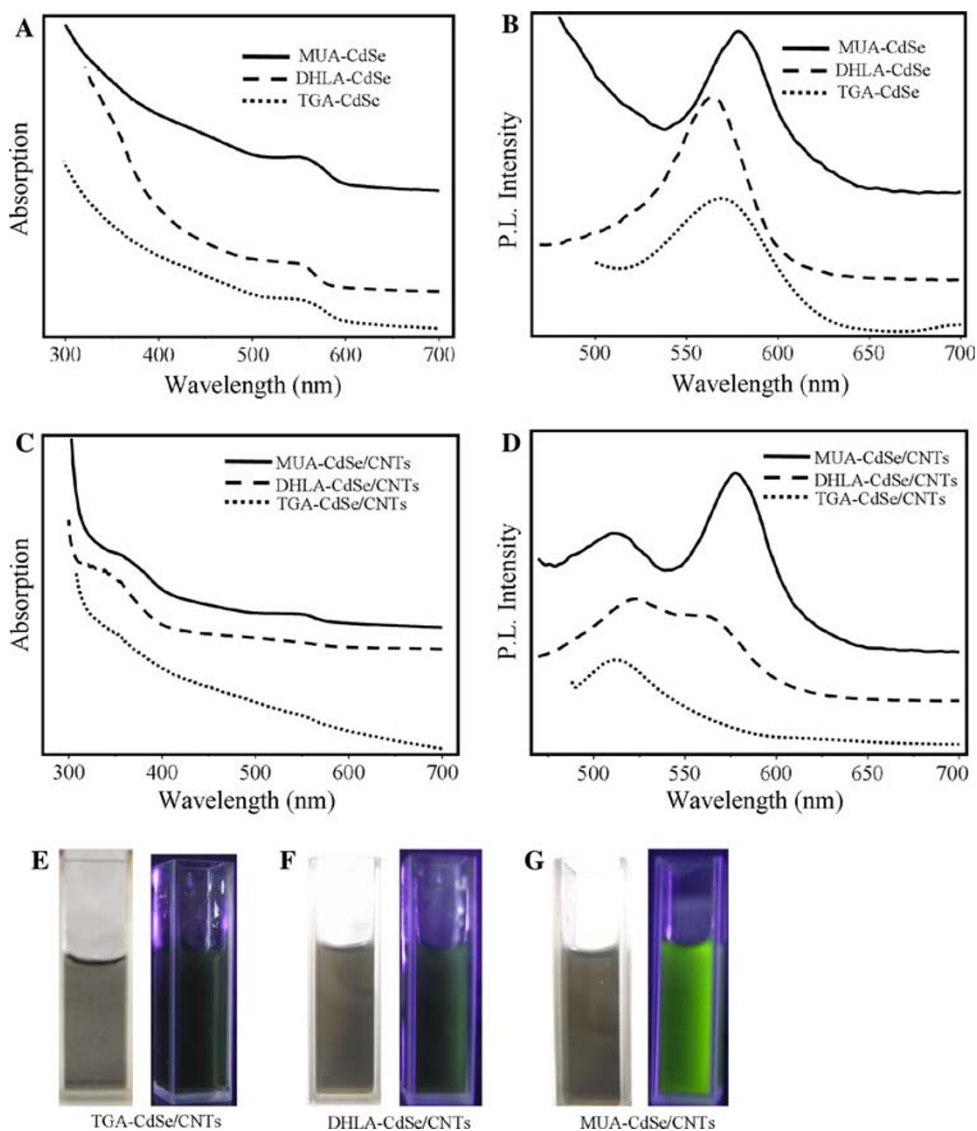 A
MUA-CdSe
DHLA-CdSe
TGA-CdSe
Absorption
300 400 500 600 700
Wavelength (nm)
B
MUA-CdSe
DHLA-CdSe
TGA-CdSe
P.L. Intensity
500 550 600 650 700
Wavelength (nm)
C
MUA-CdSe/CNTs
DHLA-CdSe/CNTs
TGA-CdSe/CNTs
Absorption
300 400 500 600 700
Wavelength (nm)
D
MUA-CdSe/CNTs
DHLA-CdSe/CNTs
TGA-CdSe/CNTs
P.L. Intensity
500 550 600 650 700
Wavelength (nm)
E
TGA-CdSe/CNTs
F
DHLA-CdSe/CNTs
G
MUA-CdSe/CNTs